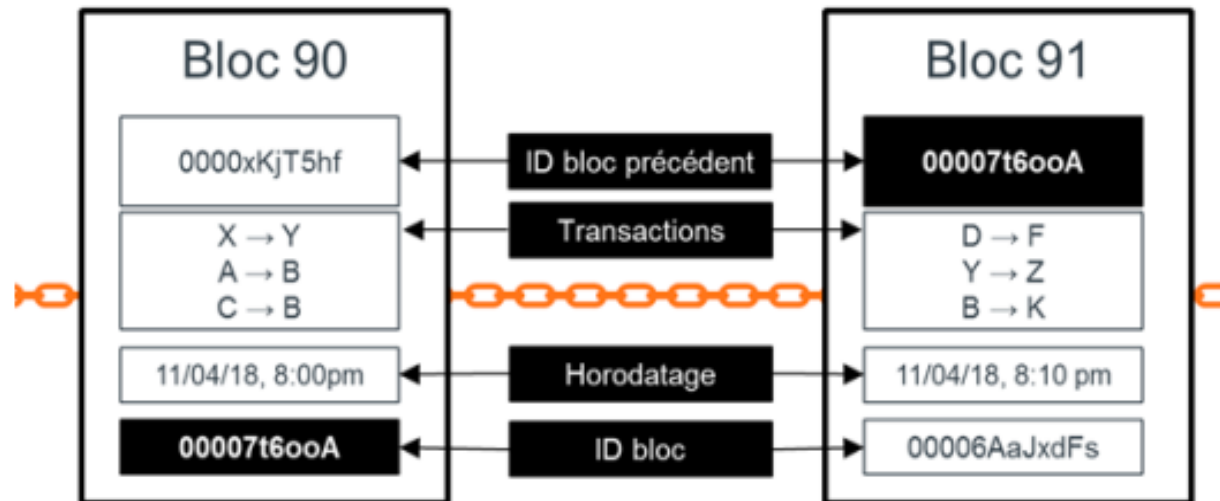 Bloc 90
0000xKjT5hf
X → Y
A → B
C → B
11/04/18, 8:00pm
00007t6ooA
ID bloc précédent
Transactions
Horodatage
ID bloc
Bloc 91
00007t6ooA
D → F
Y → Z
B → K
11/04/18, 8:10 pm
00006AaJxdFs